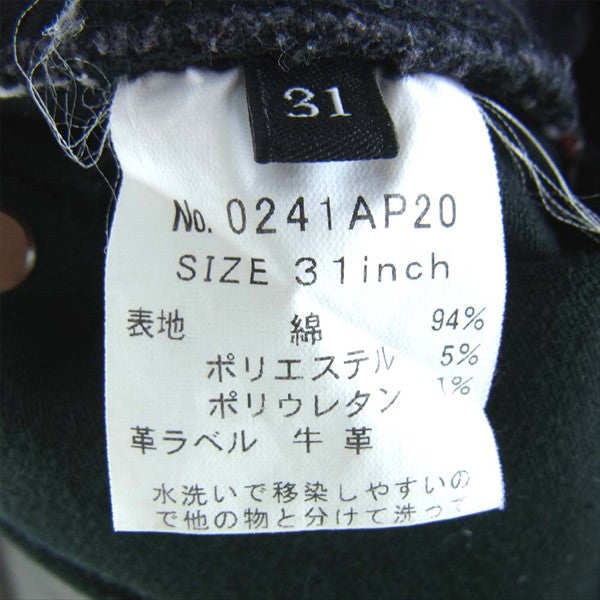 31
No. 0241AP20
SIZE 31inch
表地 綿 94%
ポリエステル 5%
ポリウレタン 1%
革ラベル 牛革
水洗いで移染しやすいの
で他の物と分けて洗って